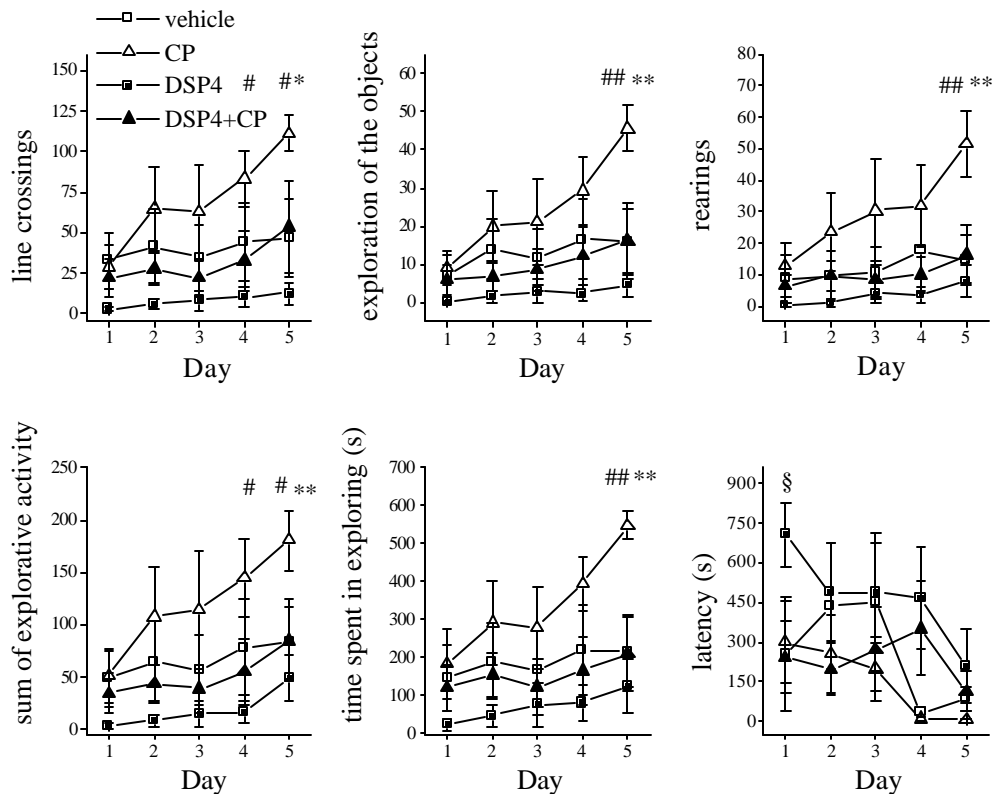 vehicle
CP
DSP4
DSP4+CP
line crossings
150
125
100
75
50
25
0
# #*
1 2 3 4 5
Day
exploration of the objects
60
50
40
30
20
10
0
## **
1 2 3 4 5
Day
rearings
80
70
60
50
40
30
20
10
0
## **
1 2 3 4 5
Day
sum of explorative activity
250
200
150
100
50
0
# # **
1 2 3 4 5
Day
time spent in exploring (s)
700
600
500
400
300
200
100
0
## **
1 2 3 4 5
Day
latency (s)
900
750
600
450
300
150
0
§
1 2 3 4 5
Day